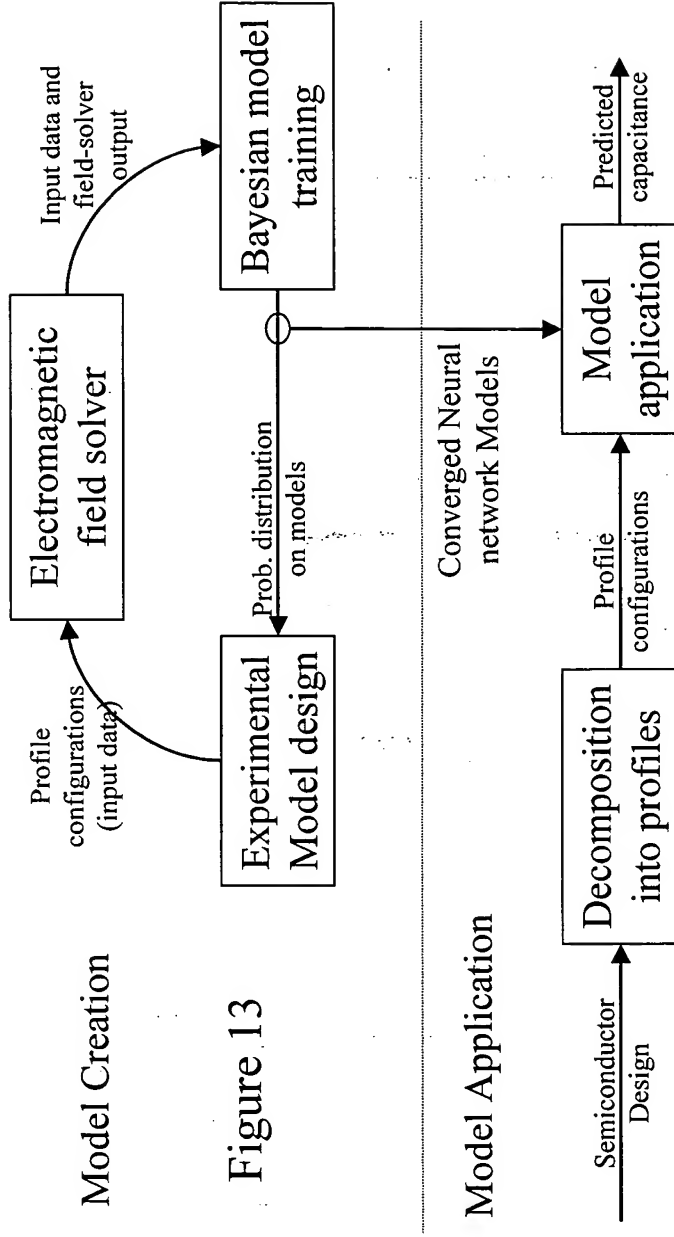 Model Creation
Figure 13
Profile
configurations
(input data)
Electromagnetic
field solver
Input data and
field-solver
output
Experimental
Model design
Prob. distribution
on models
Bayesian model
training
Model Application
Converged Neural
network Models
Semiconductor
Design
Decomposition
into profiles
Profile
configurations
Model
application
Predicted
capacitance